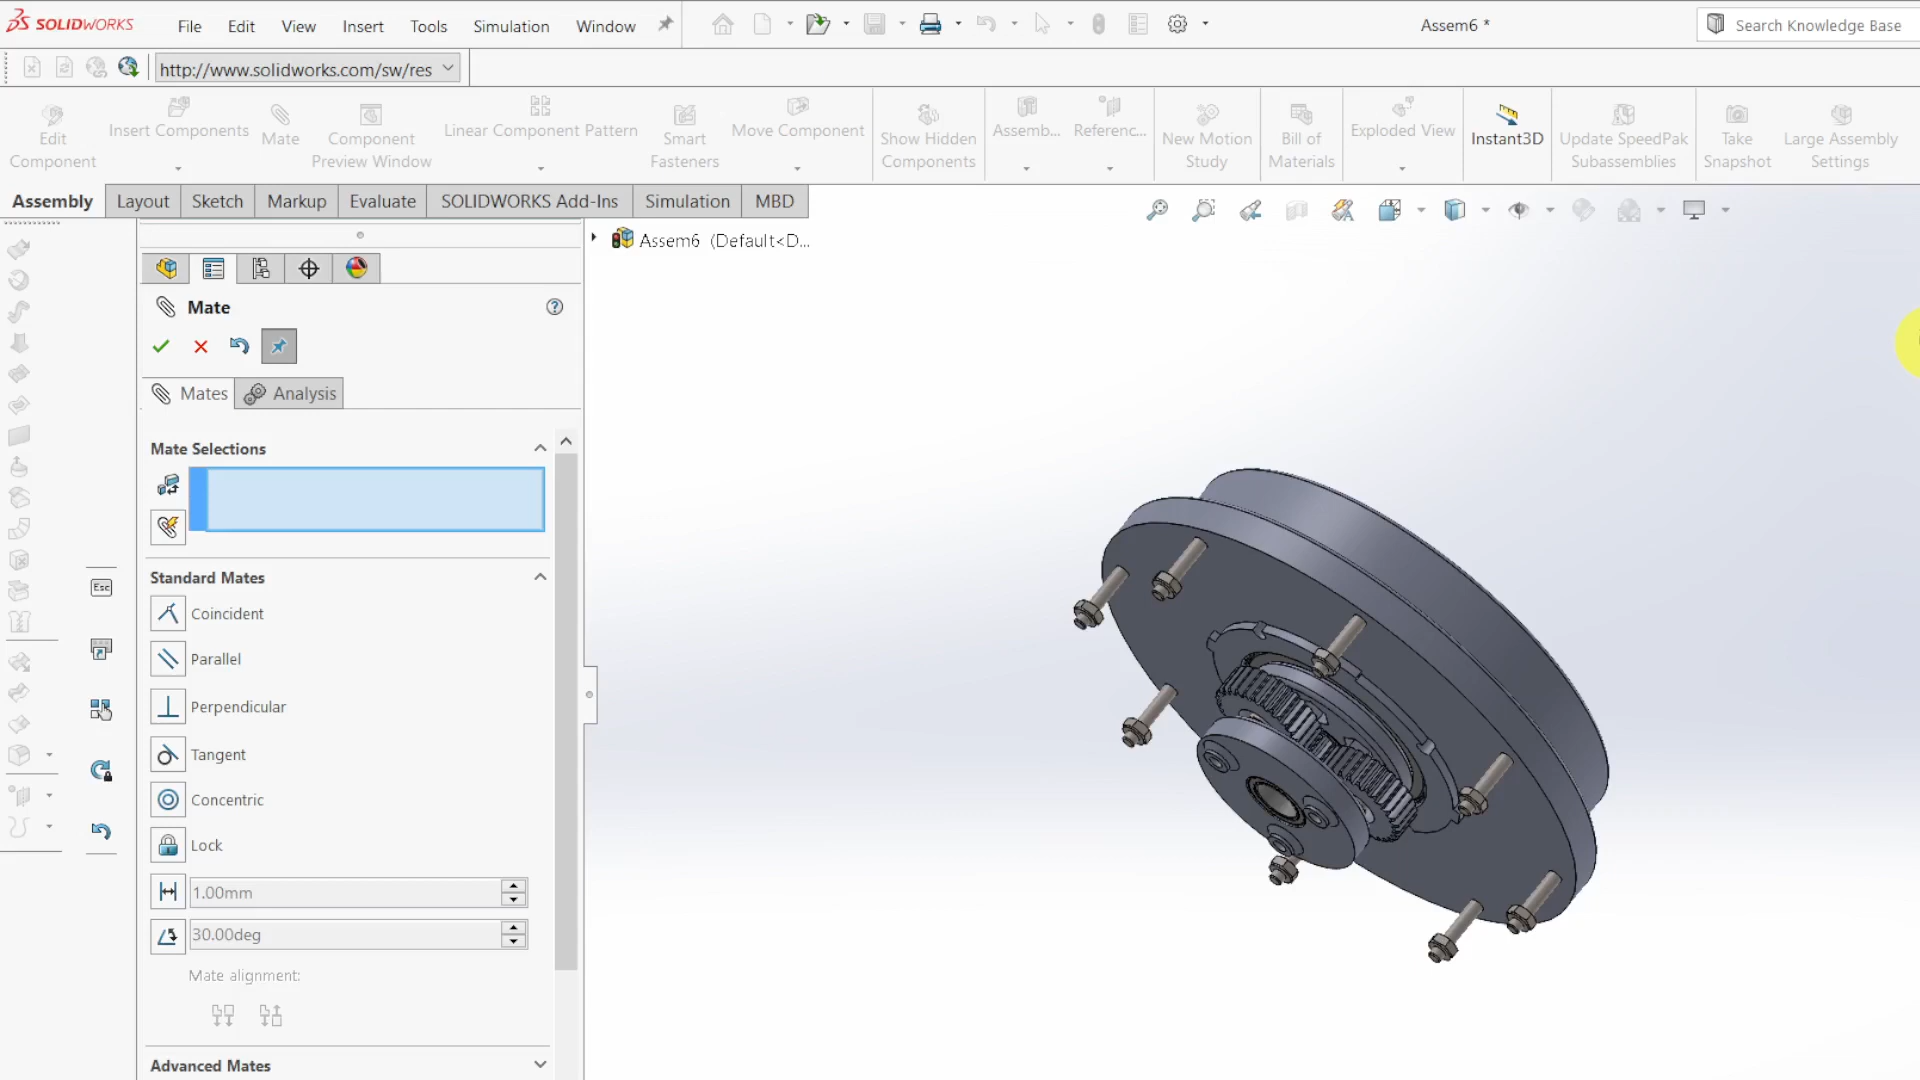 SOLIDWORKS
File Edit View Insert Tools Simulation Window
Assem6 *
Search Knowledge Base
http://www.solidworks.com/sw/res
Edit Component
Insert Components
Mate
Component Preview Window
Linear Component Pattern
Smart Fasteners
Move Component
Show Hidden Components
Assemb...
Referenc...
New Motion Study
Bill of Materials
Exploded View
Instant3D
Update SpeedPak Subassemblies
Take Snapshot
Large Assembly Settings
Assembly Layout Sketch Markup Evaluate SOLIDWORKS Add-Ins Simulation MBD
Assem6 (Default<D...
Mate
Mates Analysis
Mate Selections
Standard Mates
Esc
Coincident
Parallel
Perpendicular
Tangent
Concentric
Lock
1.00mm
30.00deg
Mate alignment:
Advanced Mates